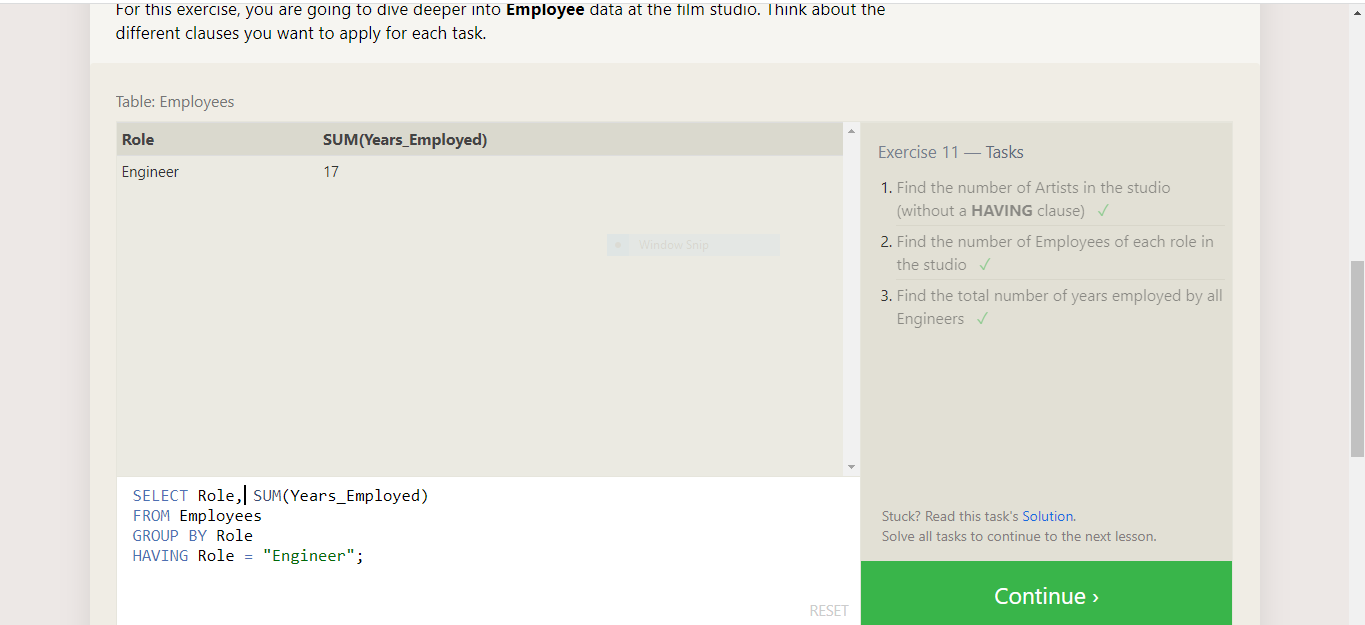 For this exercise, you are going to dive deeper into Employee data at the film studio. Think about the
different clauses you want to apply for each task.
Table: Employees
Role SUM(Years_Employed)
Engineer 17
Window Snip
SELECT Role, SUM(Years_Employed)
FROM Employees
GROUP BY Role
HAVING Role = "Engineer";
RESET
Exercise 11 — Tasks
1. Find the number of Artists in the studio
(without a HAVING clause) ✓
2. Find the number of Employees of each role in
the studio ✓
3. Find the total number of years employed by all
Engineers ✓
Stuck? Read this task's Solution.
Solve all tasks to continue to the next lesson.
Continue ›